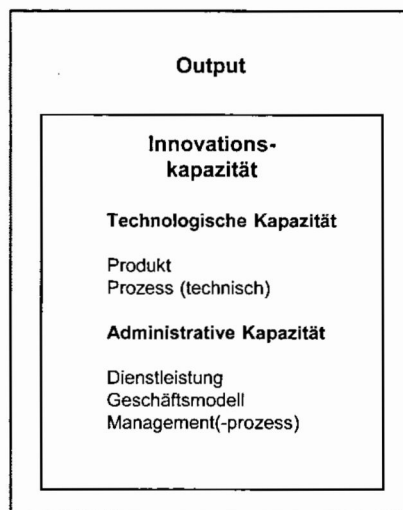 Output
Innovations-
kapazität
Technologische Kapazität
Produkt
Prozess (technisch)
Administrative Kapazität
Dienstleistung
Geschäftsmodell
Management(-prozess)